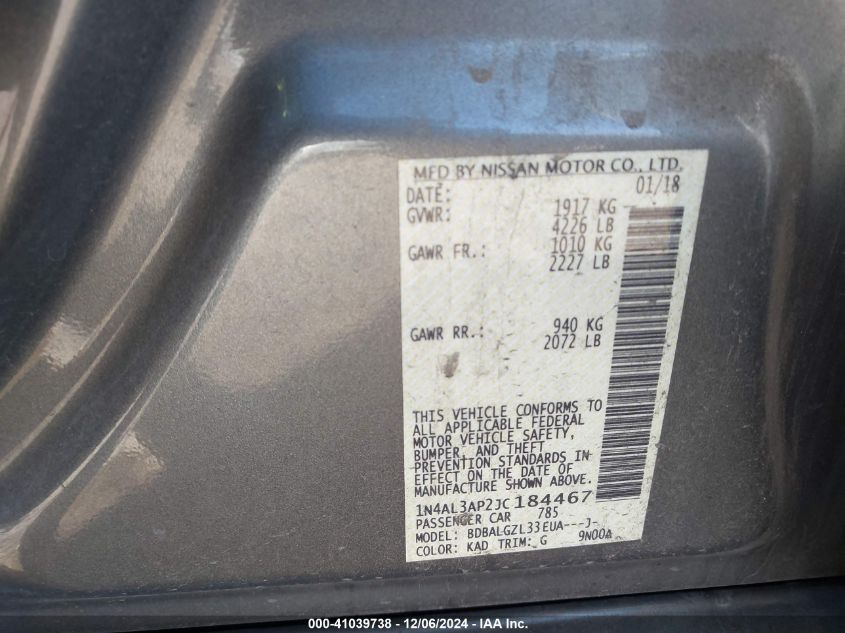 MFD BY NISSAN MOTOR CO., LTD.
DATE: 01/18
GVWR: 1917 KG
4226 LB
GAWR FR.: 1010 KG
2227 LB
GAWR RR.: 940 KG
2072 LB
THIS VEHICLE CONFORMS TO
ALL APPLICABLE FEDERAL
MOTOR VEHICLE SAFETY,
BUMPER, AND THEFT
PREVENTION STANDARDS IN
EFFECT ON THE DATE OF
MANUFACTURE SHOWN ABOVE.
1N4AL3AP2JC184467
PASSENGER CAR 785
MODEL: BDBALGZL33EUA---J-
COLOR: KAD TRIM: G 9N00A
000-41039738 - 12/06/2024 - IAA Inc.